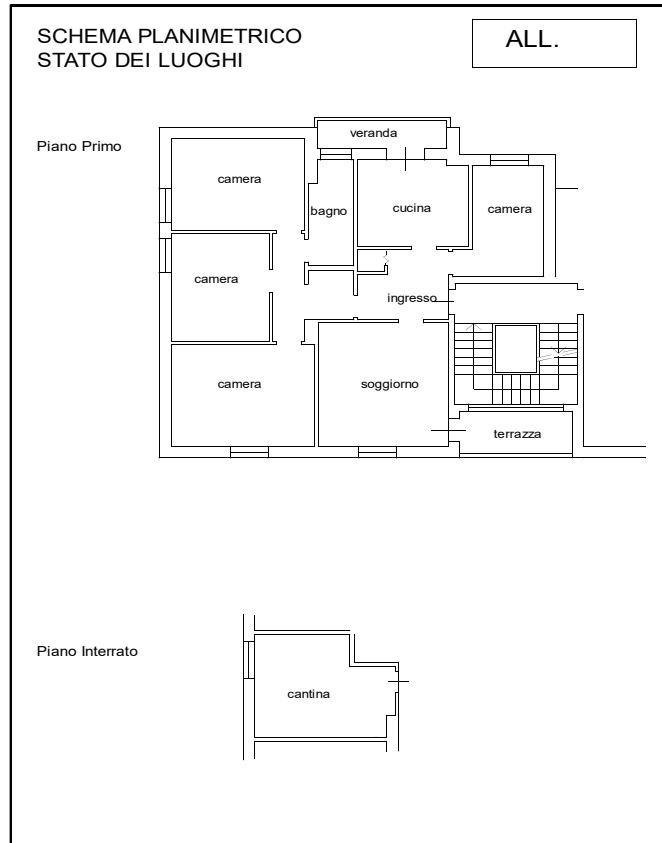 SCHEMA PLANIMETRICO
STATO DEI LUOGHI
ALL.
Piano Primo
veranda
camera
bagno
cucina
camera
camera
ingresso
camera
soggiorno
terrazza
Piano Interrato
cantina